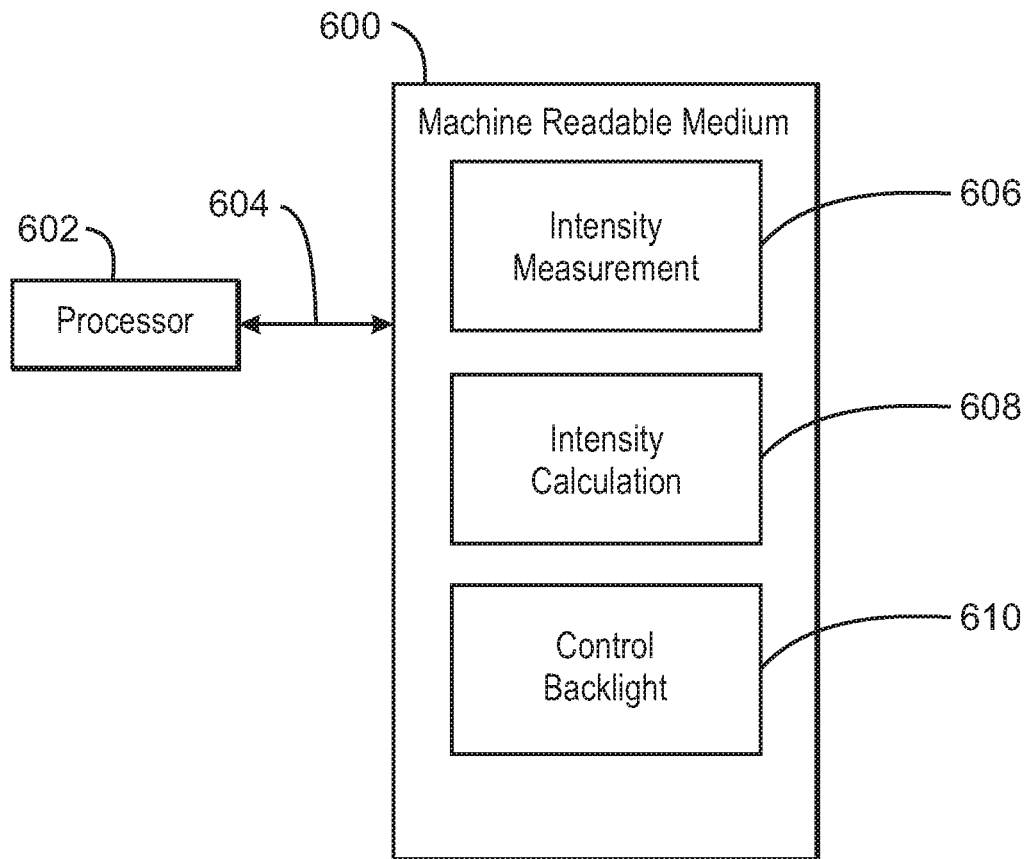 600
Machine Readable Medium
606
Intensity
Measurement
604
602
Processor
608
Intensity
Calculation
610
Control
Backlight